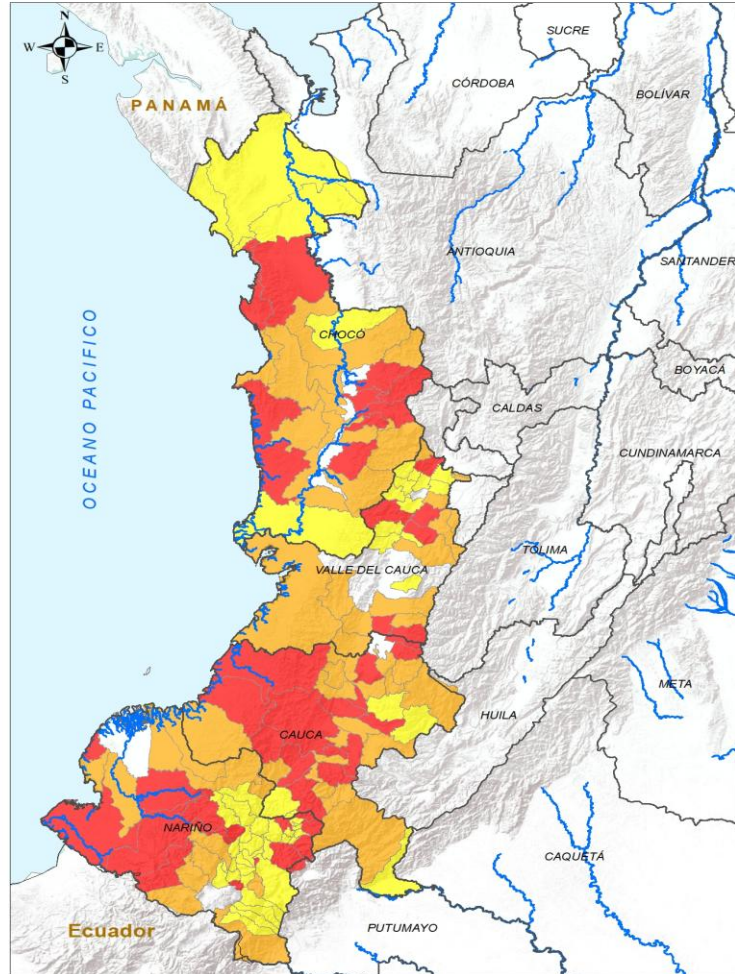 N
W E
S
SUCRE
CÓRDOBA
BOLÍVAR
PANAMÁ
ANTIOQUIA
SANTANDER
OCEANO PACIFICO
CHOCÓ
BOYACÁ
CALDAS
CUNDINAMARCA
TOLIMA
VALLE DEL CAUCA
META
HUILA
CAUCA
NARIÑO
CAQUETÁ
PUTUMAYO
Ecuador